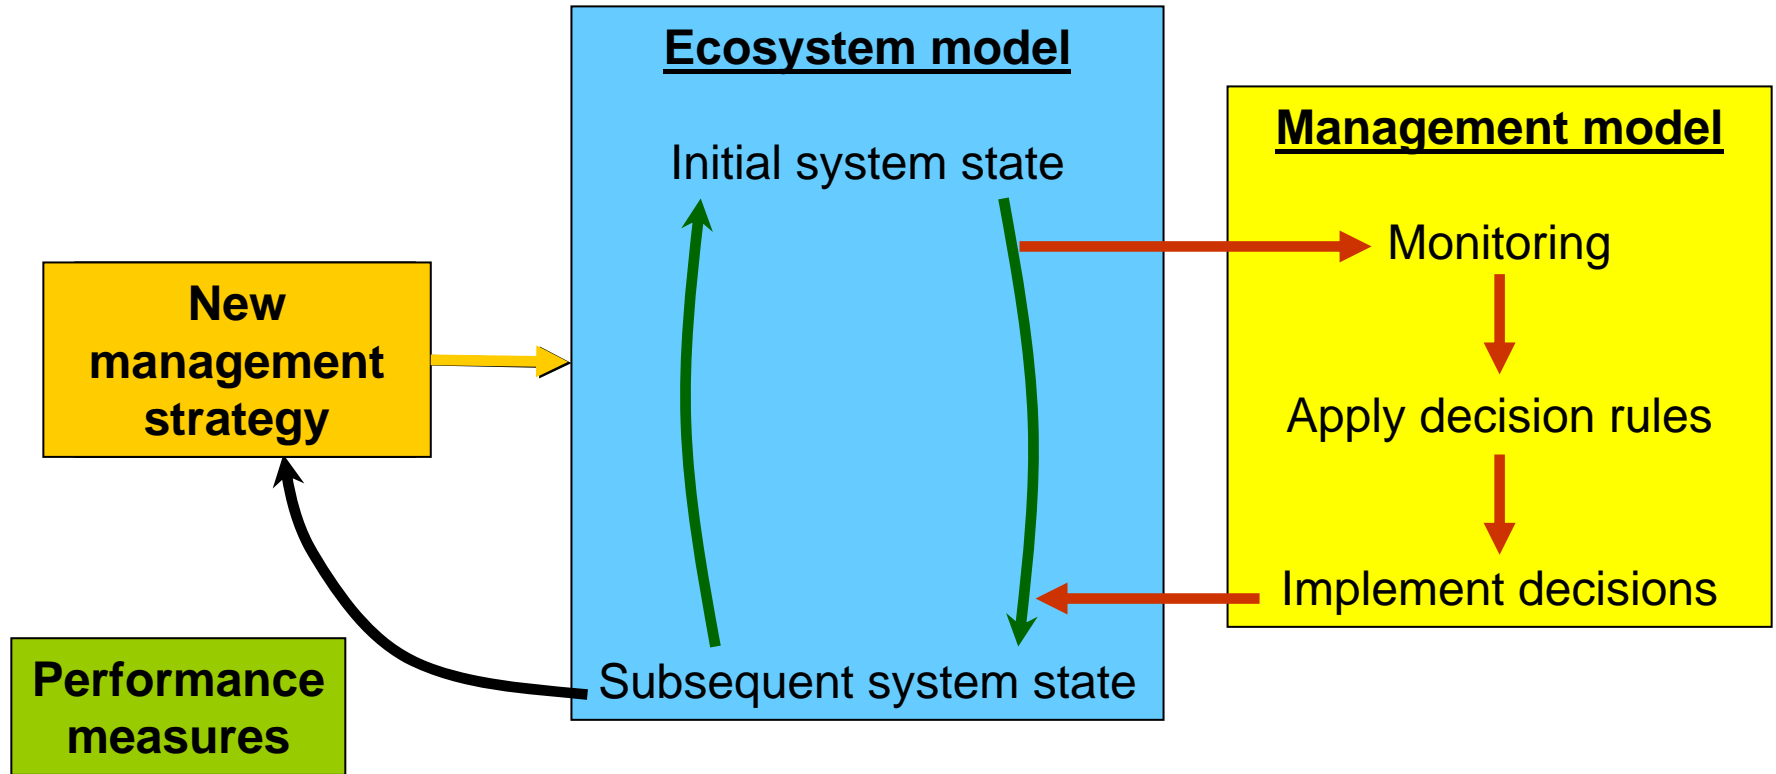 Ecosystem model
Initial system state
Subsequent system state
Management model
Monitoring
Apply decision rules
Implement decisions
New
management
strategy
Performance
measures